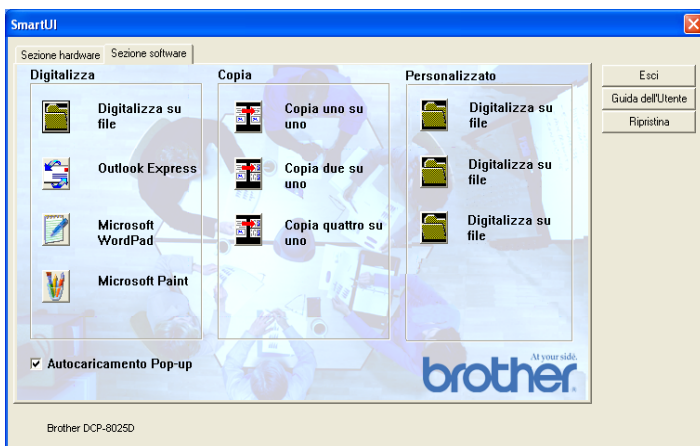 SmartUI
Sezione hardware
Sezione software
Digitalizza
Digitalizza su
file
Outlook Express
Microsoft
WordPad
Microsoft Paint
Copia
Copia uno su
uno
Copia due su
uno
Copia quattro su
uno
Personalizzato
Digitalizza su
file
Digitalizza su
file
Digitalizza su
file
Esci
Guida dell'Utente
Ripristina
Autocaricamento Pop-up
At your side.
brother
Brother DCP-8025D